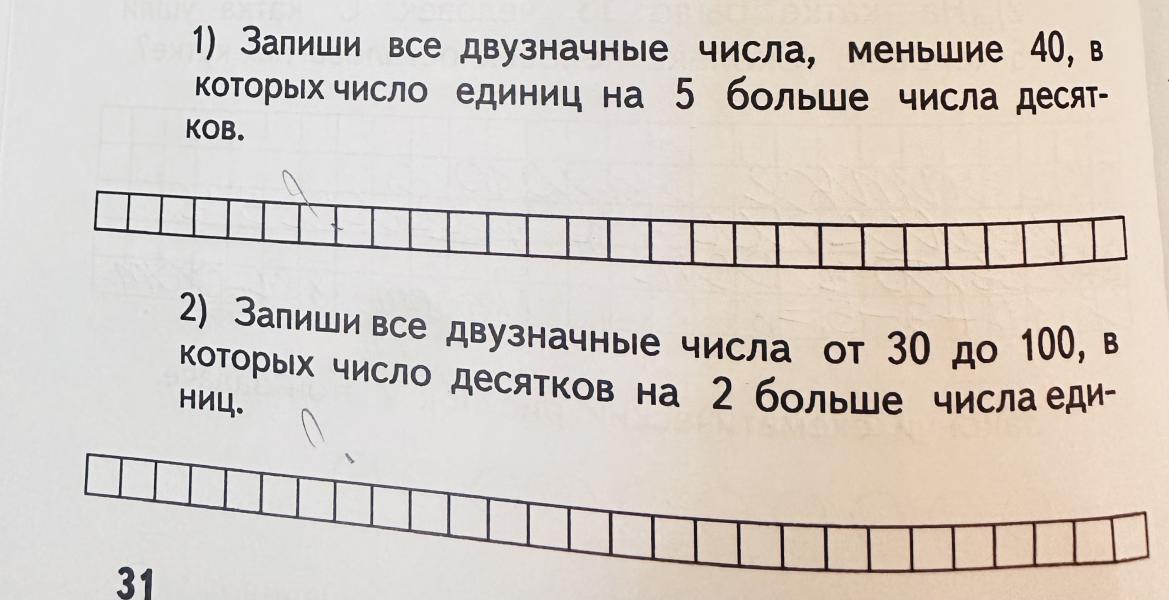 1) Запиши все двузначные числа, меньшие 40, в
которых число единиц на 5 больше числа десят-
ков.
2) Запиши все двузначные числа от 30 до 100, в
которых число десятков на 2 больше числа еди-
ниц.
31